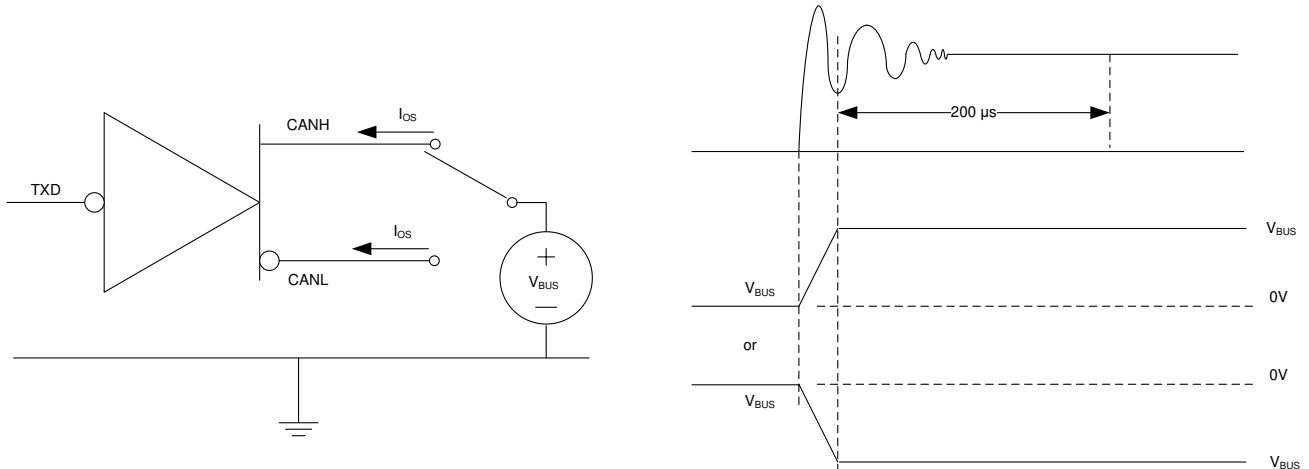 TXD
CANH
I_OS
I_OS
CANL
+
V_BUS
—
200 µs
V_BUS
V_BUS
0V
or
0V
V_BUS
V_BUS